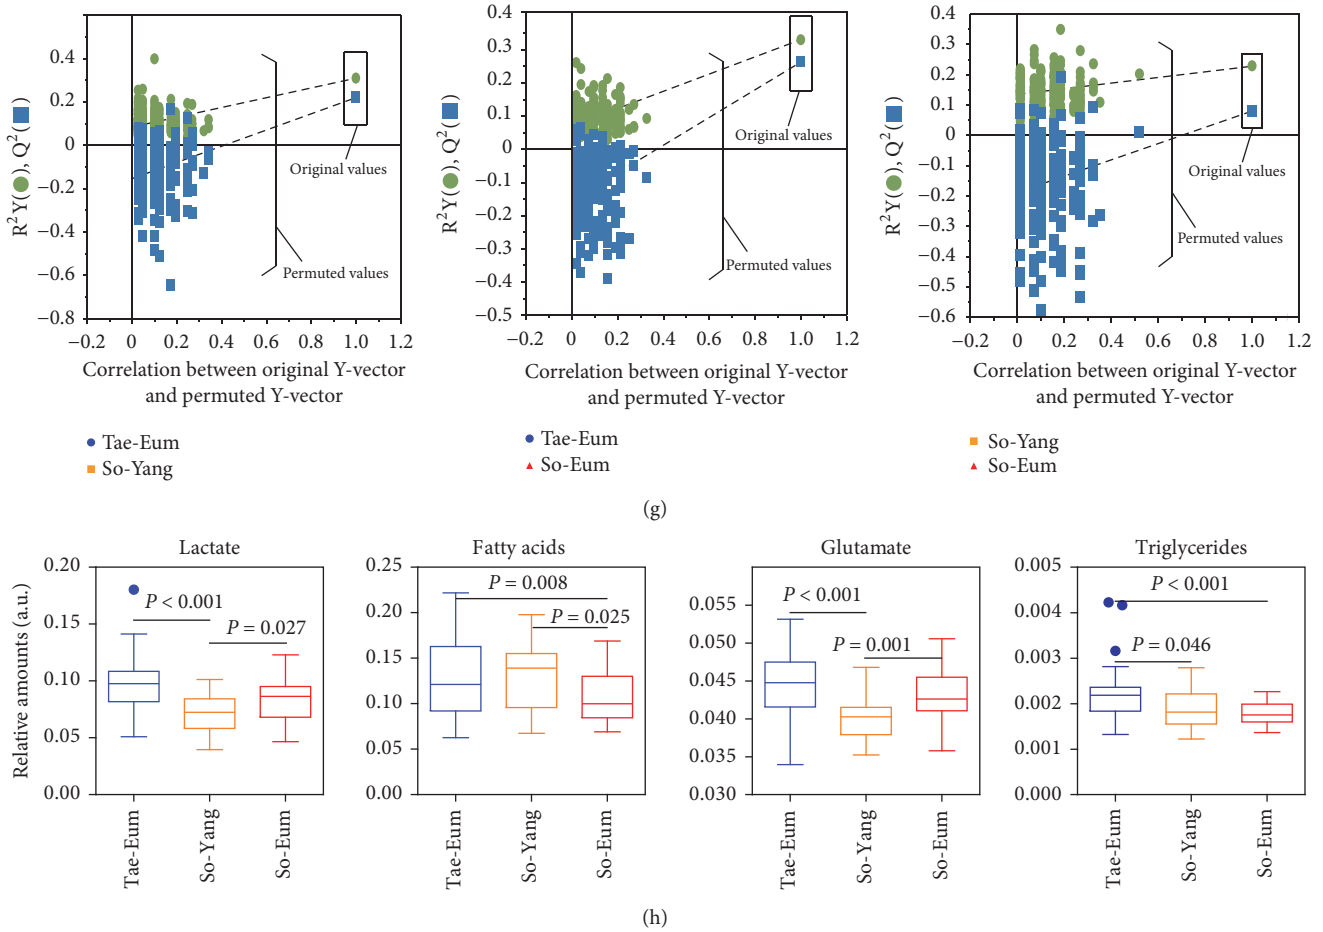 0.4
0.2
0
−0.2
−0.4
−0.6
−0.8
R²Y(●), Q²(■)
−0.2 0 0.2 0.4 0.6 0.8 1.0 1.2
Original values
Permuted values
Correlation between original Y-vector
and permuted Y-vector
Tae-Eum
So-Yang
0.4
0.3
0.2
0.1
0
−0.1
−0.2
−0.3
−0.4
−0.5
R²Y(●), Q²(■)
−0.2 0 0.2 0.4 0.6 0.8 1.0 1.2
Original values
Permuted values
Correlation between original Y-vector
and permuted Y-vector
Tae-Eum
So-Eum
0.4
0.3
0.2
0.1
0
−0.1
−0.2
−0.3
−0.4
−0.5
−0.6
R²Y(●), Q²(■)
−0.2 0 0.2 0.4 0.6 0.8 1.0 1.2
Original values
Permuted values
Correlation between original Y-vector
and permuted Y-vector
So-Yang
So-Eum
(g)
Lactate
Relative amounts (a.u.)
0.20
0.15
0.10
0.05
0.00
P < 0.001
P = 0.027
Tae-Eum
So-Yang
So-Eum
Fatty acids
0.25
0.20
0.15
0.10
0.05
0.00
P = 0.008
P = 0.025
Tae-Eum
So-Yang
So-Eum
Glutamate
0.055
0.050
0.045
0.040
0.035
0.030
P < 0.001
P = 0.001
Tae-Eum
So-Yang
So-Eum
Triglycerides
0.005
0.004
0.003
0.002
0.001
0.000
P < 0.001
P = 0.046
Tae-Eum
So-Yang
So-Eum
(h)